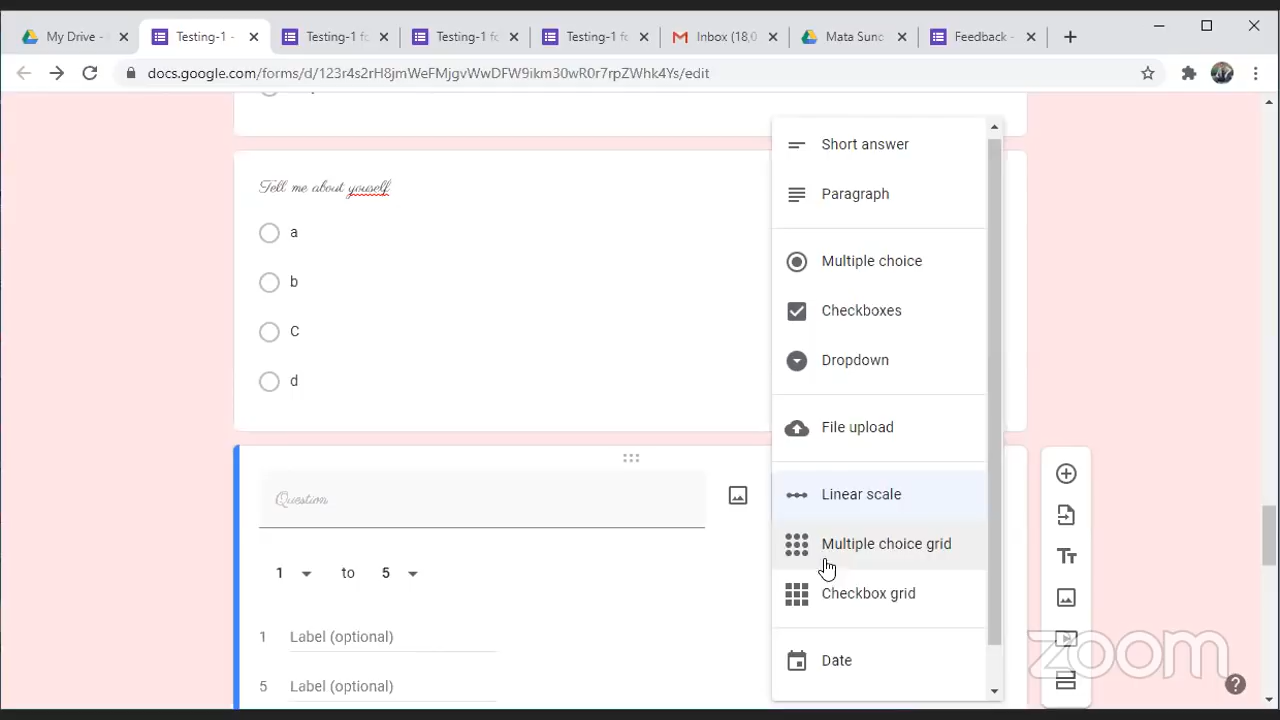 My Drive -
Testing-1 -
Testing-1 fo
Testing-1 fo
Testing-1 fo
Inbox (18,0
Mata Sund
Feedback -
docs.google.com/forms/d/123r4s2rH8jmWeFMJgvWwDFW9ikm30wR0r7rpZWhk4Ys/edit
Tell me about youself
a
b
C
d
Short answer
Paragraph
Multiple choice
Checkboxes
Dropdown
File upload
Linear scale
Multiple choice grid
Checkbox grid
Date
Question
1 to 5
1 Label (optional)
5 Label (optional)
zoom